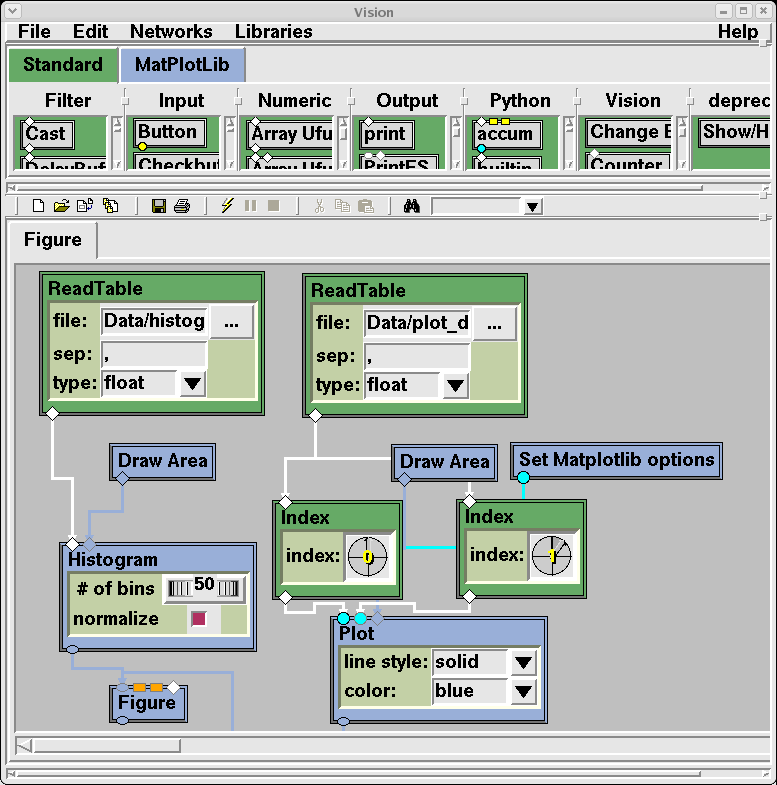 Vision
File Edit Networks Libraries Help
Standard MatPlotLib
Filter Input Numeric Output Python Vision deprec
Cast Button Array Ufu print accum Change E Show/H
DelayBuf Checkbut Array Ufu PrintFS builtin Counter
Figure
ReadTable
file: Data/histog ...
sep: ,
type: float
ReadTable
file: Data/plot_d ...
sep: ,
type: float
Draw Area
Draw Area
Set Matplotlib options
Index
index: 0
Index
index: 1
Histogram
# of bins 50
normalize
Plot
line style: solid
color: blue
Figure